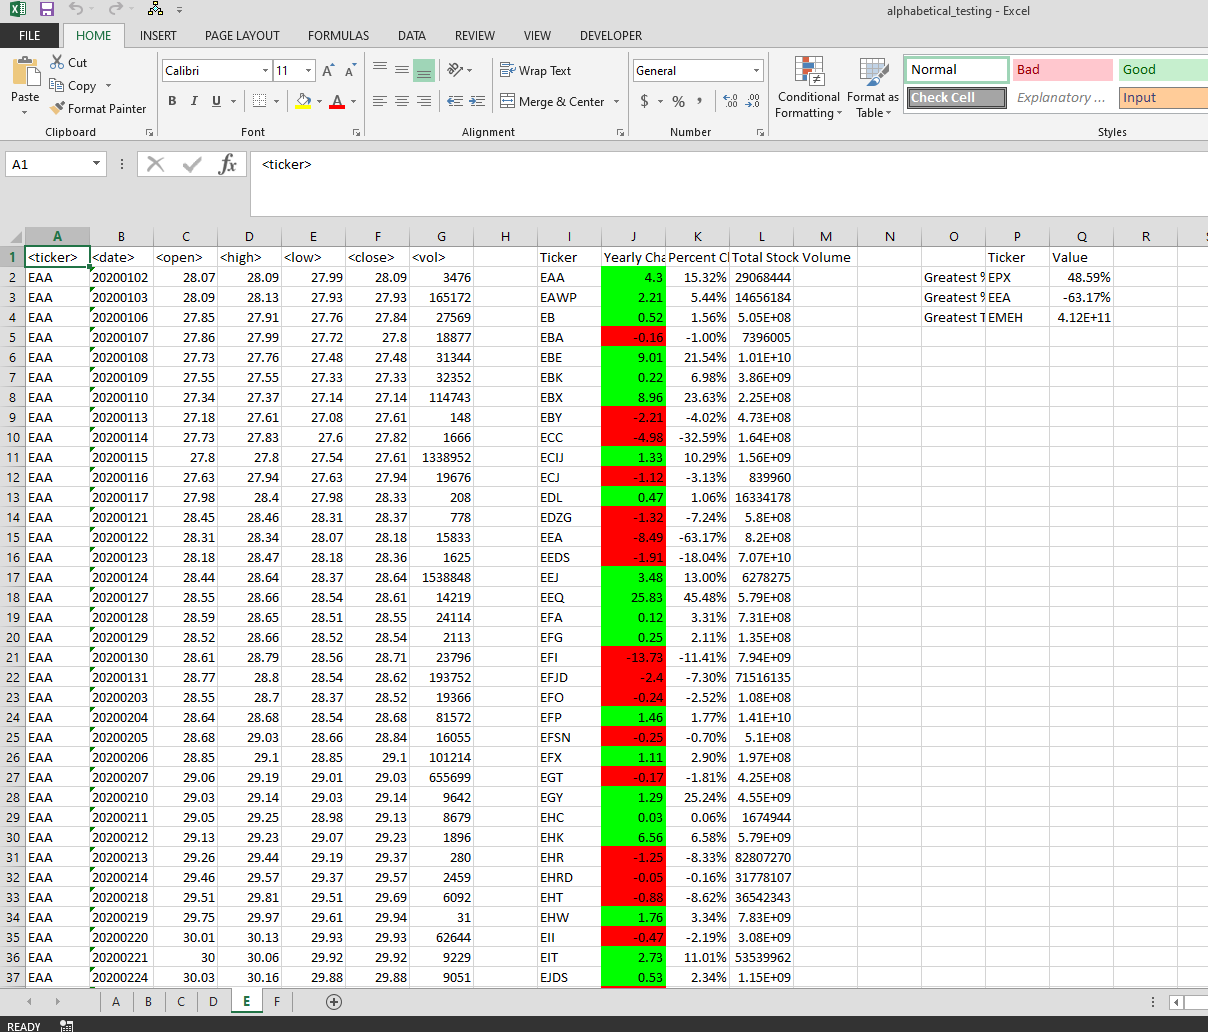 alphabetical_testing - Excel
FILE HOME INSERT PAGE LAYOUT FORMULAS DATA REVIEW VIEW DEVELOPER
Cut
Copy
Format Painter
Paste
Calibri 11
B I U
Wrap Text
Merge & Center
General
$ % ,
Conditional Formatting
Format as Table
Normal Bad Good
Check Cell Explanatory ... Input
Clipboard Font Alignment Number Styles
A1 fx <ticker>
A B C D E F G H I J K L M N O P Q R
1 <ticker> <date> <open> <high> <low> <close> <vol> Ticker Yearly Cha Percent Cl Total Stock Volume Ticker Value
2 EAA 20200102 28.07 28.09 27.99 28.09 3476 EAA 4.3 15.32% 29068444 Greatest % EPX 48.59%
3 EAA 20200103 28.09 28.13 27.93 27.93 165172 EAWP 2.21 5.44% 14656184 Greatest % EEA -63.17%
4 EAA 20200106 27.85 27.91 27.76 27.84 27569 EB 0.52 1.56% 5.05E+08 Greatest T EMEH 4.12E+11
5 EAA 20200107 27.86 27.99 27.72 27.8 18877 EBA -0.16 -1.00% 7396005
6 EAA 20200108 27.73 27.76 27.48 27.48 31344 EBE 9.01 21.54% 1.01E+10
7 EAA 20200109 27.55 27.55 27.33 27.33 32352 EBK 0.22 6.98% 3.86E+09
8 EAA 20200110 27.34 27.37 27.14 27.14 114743 EBX 8.96 23.63% 2.25E+08
9 EAA 20200113 27.18 27.61 27.08 27.61 148 EBY -2.21 -4.02% 4.73E+08
10 EAA 20200114 27.73 27.83 27.6 27.82 1666 ECC -4.98 -32.59% 1.64E+08
11 EAA 20200115 27.8 27.8 27.54 27.61 1338952 ECIJ 1.33 10.29% 1.56E+09
12 EAA 20200116 27.63 27.94 27.63 27.94 19676 ECJ -1.12 -3.13% 839960
13 EAA 20200117 27.98 28.4 27.98 28.33 208 EDL 0.47 1.06% 16334178
14 EAA 20200121 28.45 28.46 28.31 28.37 778 EDZG -1.32 -7.24% 5.8E+08
15 EAA 20200122 28.31 28.34 28.07 28.18 15833 EEA -8.49 -63.17% 8.2E+08
16 EAA 20200123 28.18 28.47 28.18 28.36 1625 EEDS -1.91 -18.04% 7.07E+10
17 EAA 20200124 28.44 28.64 28.37 28.64 1538848 EEJ 3.48 13.00% 6278275
18 EAA 20200127 28.55 28.66 28.54 28.61 14219 EEQ 25.83 45.48% 5.79E+08
19 EAA 20200128 28.59 28.65 28.51 28.55 24114 EFA 0.12 3.31% 7.31E+08
20 EAA 20200129 28.52 28.66 28.52 28.54 2113 EFG 0.25 2.11% 1.35E+08
21 EAA 20200130 28.61 28.79 28.56 28.71 23796 EFI -13.73 -11.41% 7.94E+09
22 EAA 20200131 28.77 28.8 28.54 28.62 193752 EFJD -2.4 -7.30% 71516135
23 EAA 20200203 28.55 28.7 28.37 28.52 19366 EFO -0.24 -2.52% 1.08E+08
24 EAA 20200204 28.64 28.68 28.54 28.68 81572 EFP 1.46 1.77% 1.41E+10
25 EAA 20200205 28.68 29.03 28.66 28.84 16055 EFSN -0.25 -0.70% 5.1E+08
26 EAA 20200206 28.85 29.1 28.85 29.1 101214 EFX 1.11 2.90% 1.97E+08
27 EAA 20200207 29.06 29.19 29.01 29.03 655699 EGT -0.17 -1.81% 4.25E+08
28 EAA 20200210 29.03 29.14 29.03 29.14 9642 EGY 1.29 25.24% 4.55E+09
29 EAA 20200211 29.05 29.25 28.98 29.13 8679 EHC 0.03 0.06% 1674944
30 EAA 20200212 29.13 29.23 29.07 29.23 1896 EHK 6.56 6.58% 5.79E+09
31 EAA 20200213 29.26 29.44 29.19 29.37 280 EHR -1.25 -8.33% 82807270
32 EAA 20200214 29.46 29.57 29.37 29.57 2459 EHRD -0.05 -0.16% 31778107
33 EAA 20200218 29.51 29.81 29.51 29.69 6092 EHT -0.88 -8.62% 36542343
34 EAA 20200219 29.75 29.97 29.61 29.94 31 EHW 1.76 3.34% 7.83E+09
35 EAA 20200220 30.01 30.13 29.93 29.93 62644 EII -0.47 -2.19% 3.08E+09
36 EAA 20200221 30 30.06 29.92 29.92 9229 EIT 2.73 11.01% 53539962
37 EAA 20200224 30.03 30.16 29.88 29.88 9051 EJDS 0.53 2.34% 1.15E+09
A B C D E F
READY